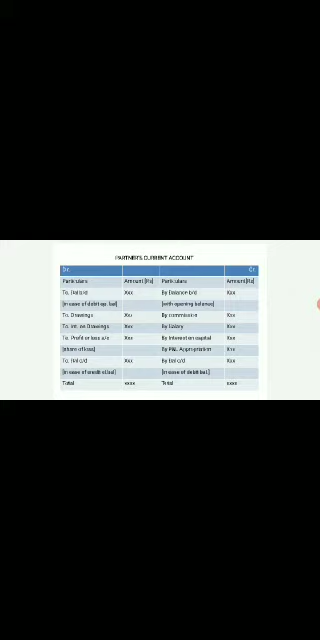 PARTNER'S CURRENT ACCOUNT
Dr. Cr.
Particulars Amount[Rs] Particulars Amount[Rs]
To. Bal b/d Xxx By Balance b/d Xxx
[in case of debit op. bal] [with opening balance]
To. Drawings Xxx By commission Xxx
To. Int. on Drawings Xxx By Salary Xxx
To. Profit or loss a/c Xxx By Interest on capital Xxx
[share of loss] By P&L Appropriation Xxx
To. Bal c/d Xxx By Bal c/d Xxx
[in case of credit cl.bal] [in case of debit bal.]
Total xxxx Total xxxx